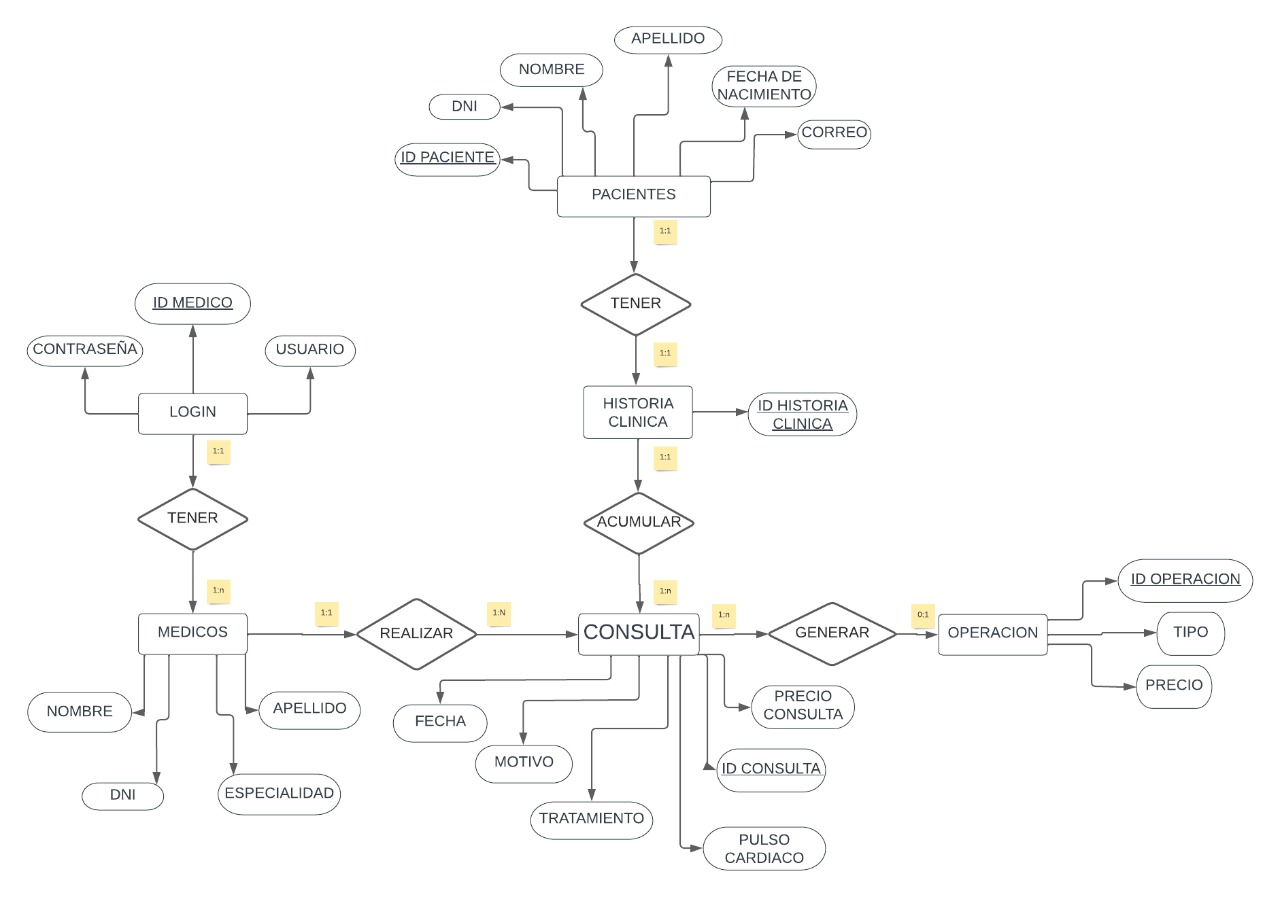 APELLIDO
NOMBRE
FECHA DE
NACIMIENTO
DNI
CORREO
ID PACIENTE
PACIENTES
1:1
TENER
ID MEDICO
CONTRASEÑA
USUARIO
1:1
LOGIN
HISTORIA
CLINICA
ID HISTORIA
CLINICA
1:1
1:1
TENER
ACUMULAR
1:n
1:n
ID OPERACION
1:1
1:N
1:n
0:1
MEDICOS
REALIZAR
CONSULTA
GENERAR
OPERACION
TIPO
PRECIO
NOMBRE
APELLIDO
FECHA
PRECIO
CONSULTA
MOTIVO
ID CONSULTA
DNI
ESPECIALIDAD
TRATAMIENTO
PULSO
CARDIACO